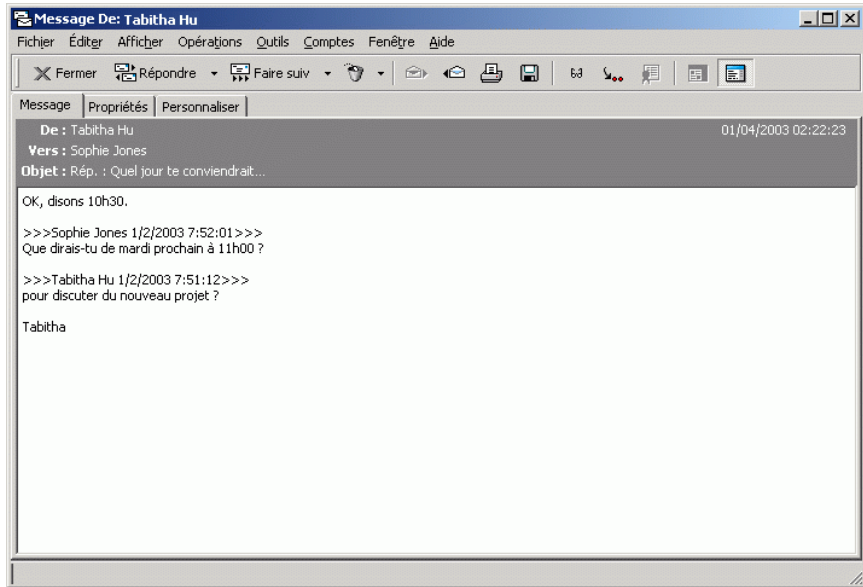 Message De: Tabitha Hu
Fichier Éditer Afficher Opérations Outils Comptes Fenêtre Aide
Fermer Répondre Faire suiv
Message Propriétés Personnaliser
De : Tabitha Hu 01/04/2003 02:22:23
Vers : Sophie Jones
Objet : Rép. : Quel jour te conviendrait...
OK, disons 10h30.
>>>Sophie Jones 1/2/2003 7:52:01>>>
Que dirais-tu de mardi prochain à 11h00 ?
>>>Tabitha Hu 1/2/2003 7:51:12>>>
pour discuter du nouveau projet ?
Tabitha